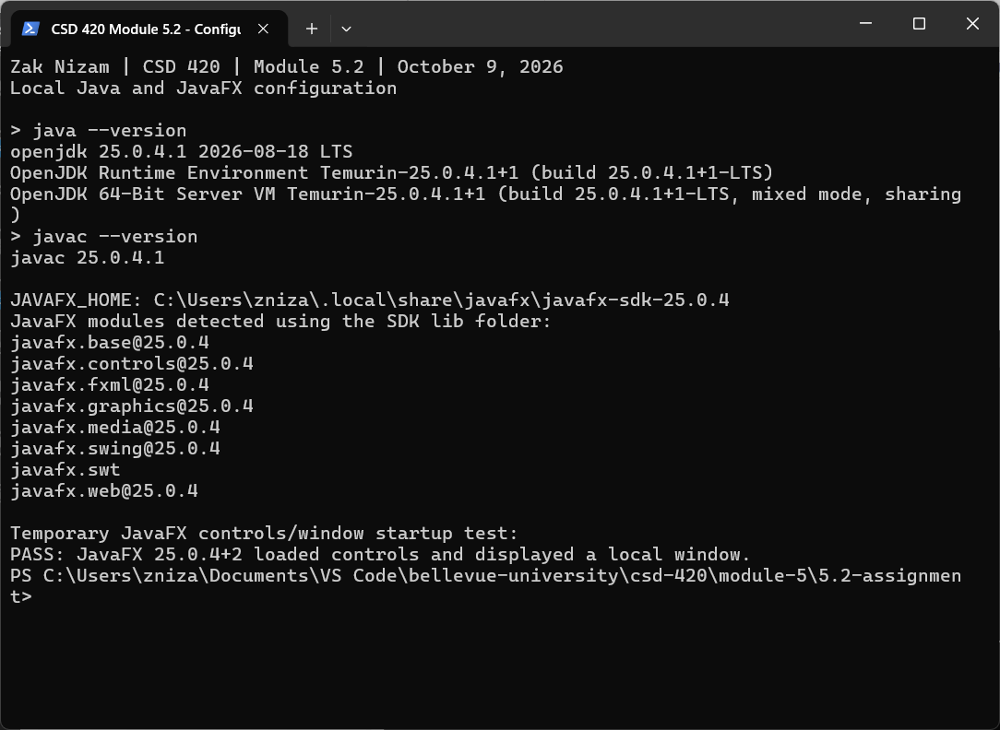 CSD 420 Module 5.2 - Configu
Zak Nizam | CSD 420 | Module 5.2 | October 9, 2026
Local Java and JavaFX configuration
> java --version
openjdk 25.0.4.1 2026-08-18 LTS
OpenJDK Runtime Environment Temurin-25.0.4.1+1 (build 25.0.4.1+1-LTS)
OpenJDK 64-Bit Server VM Temurin-25.0.4.1+1 (build 25.0.4.1+1-LTS, mixed mode, sharing
)
> javac --version
javac 25.0.4.1
JAVAFX_HOME: C:\Users\zniza\.local\share\javafx\javafx-sdk-25.0.4
JavaFX modules detected using the SDK lib folder:
javafx.base@25.0.4
javafx.controls@25.0.4
javafx.fxml@25.0.4
javafx.graphics@25.0.4
javafx.media@25.0.4
javafx.swing@25.0.4
javafx.swt
javafx.web@25.0.4
Temporary JavaFX controls/window startup test:
PASS: JavaFX 25.0.4+2 loaded controls and displayed a local window.
PS C:\Users\zniza\Documents\VS Code\bellevue-university\csd-420\module-5\5.2-assignmen
t>